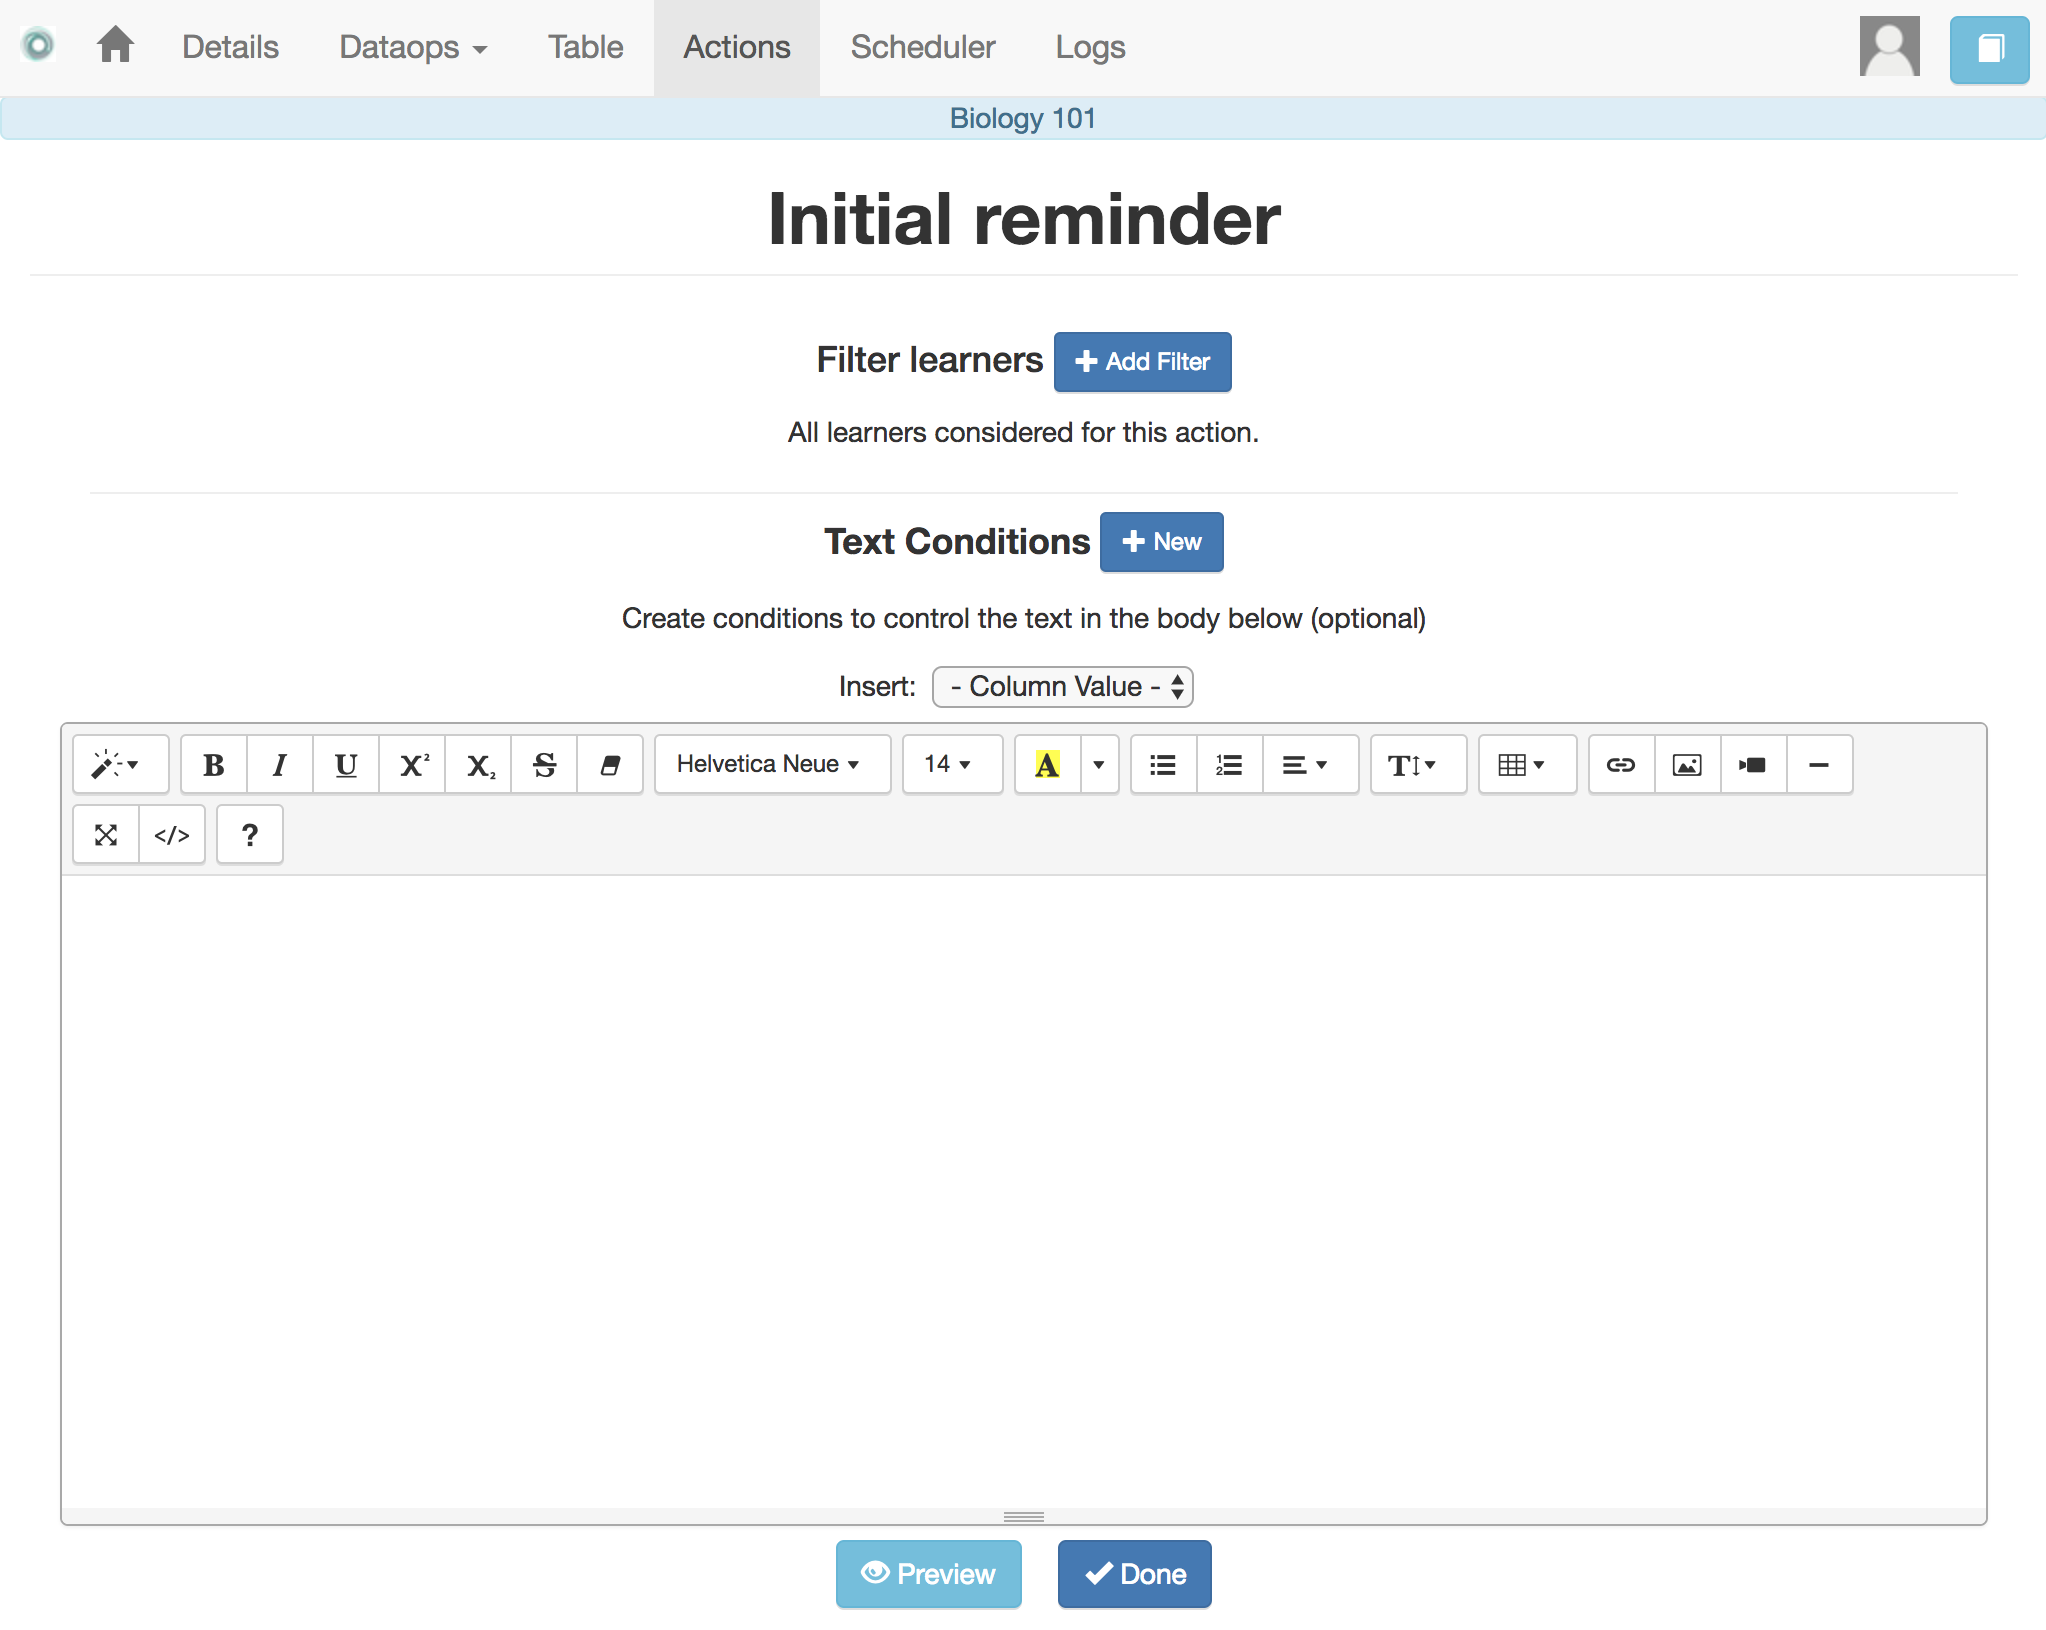 Details Dataops Table Actions Scheduler Logs
Biology 101
Initial reminder
Filter learners Add Filter
All learners considered for this action.
Text Conditions New
Create conditions to control the text in the body below (optional)
Insert: - Column Value -
B I U X² X₂ S Helvetica Neue 14 A T
</> ?
Preview Done